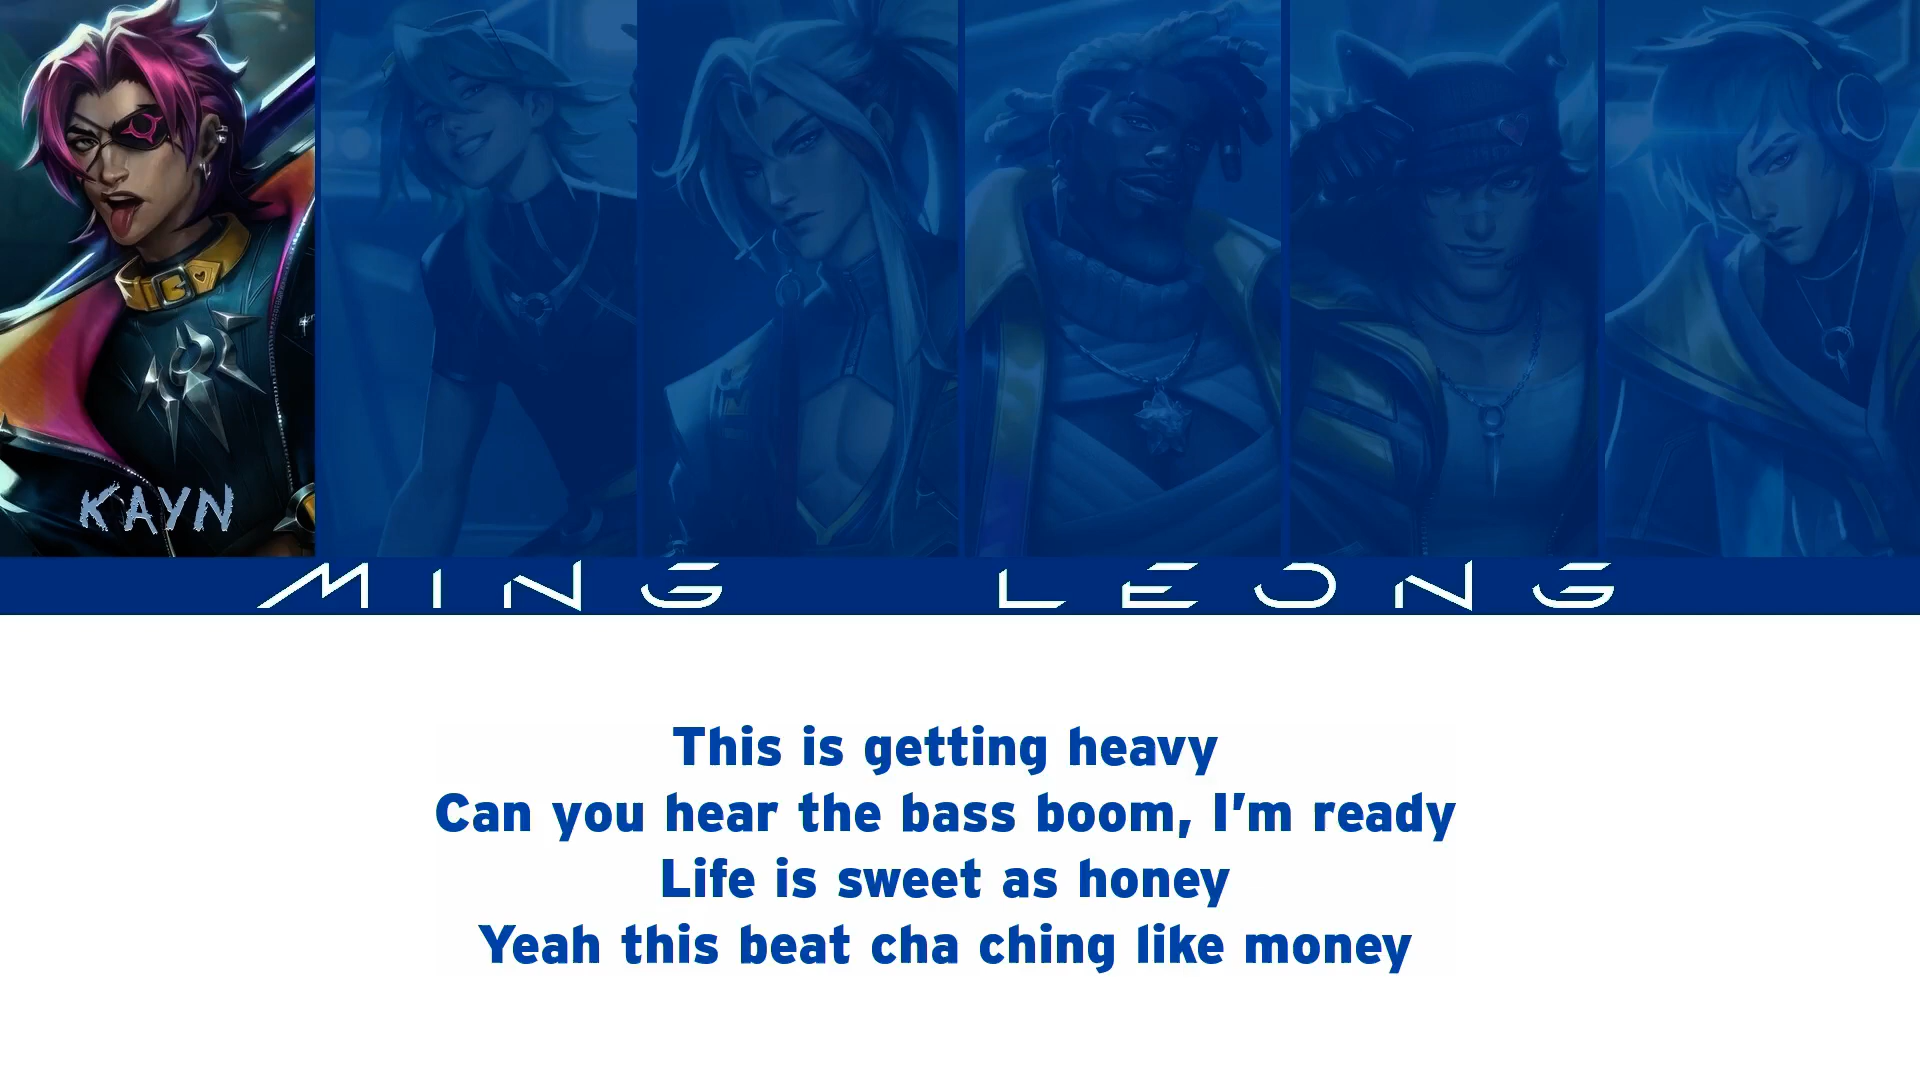 KAYN
MING LEONG
This is getting heavy
Can you hear the bass boom, I’m ready
Life is sweet as honey
Yeah this beat cha ching like money